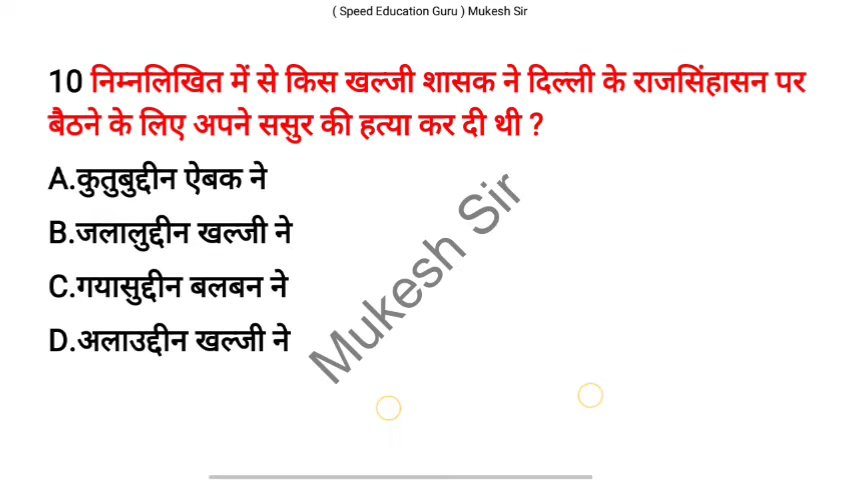 ( Speed Education Guru ) Mukesh Sir
10 निम्नलिखित में से किस खल्जी शासक ने दिल्ली के राजसिंहासन पर
बैठने के लिए अपने ससुर की हत्या कर दी थी ?
A.कुतुबुद्दीन ऐबक ने
B.जलालुद्दीन खल्जी ने
C.गयासुद्दीन बलबन ने
D.अलाउद्दीन खल्जी ने
Mukesh Sir